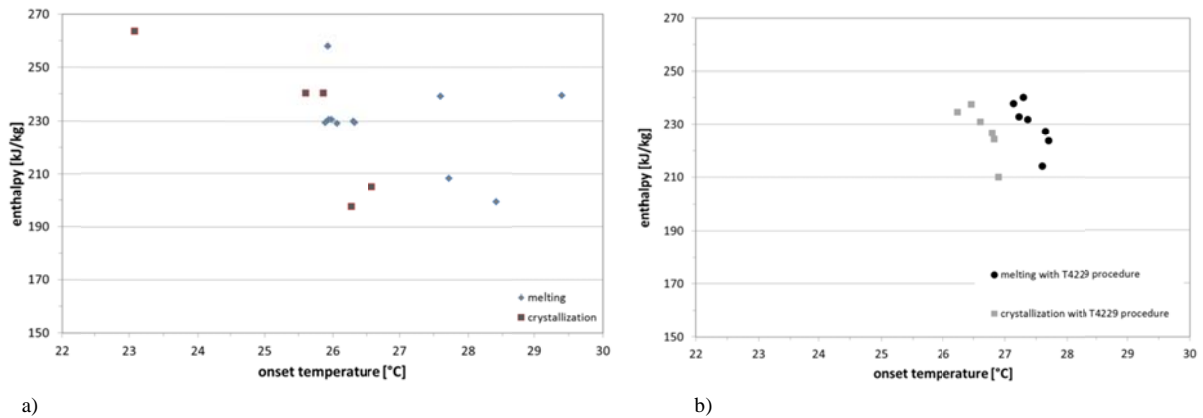 270
250
230
210
190
170
150
enthalpy [kJ/kg]
melting
crystallization
22 23 24 25 26 27 28 29 30
onset temperature [°C]
a)
270
250
230
210
190
170
150
enthalpy [kJ/kg]
melting with T4229 procedure
crystallization with T4229 procedure
22 23 24 25 26 27 28 29 30
onset temperature [°C]
b)